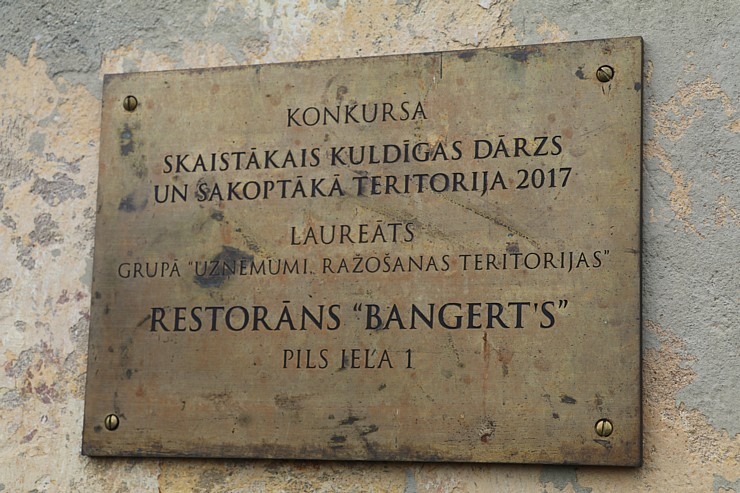 KONKURSA
SKAISTĀKAIS KULDĪGAS DĀRZS
UN SAKOPTĀKĀ TERITORIJA 2017
LAUREĀTS
GRUPĀ "UZŅĒMUMI, RAŽOŠANAS TERITORIJAS"
RESTORĀNS “BANGERT'S”
PILS IELA 1